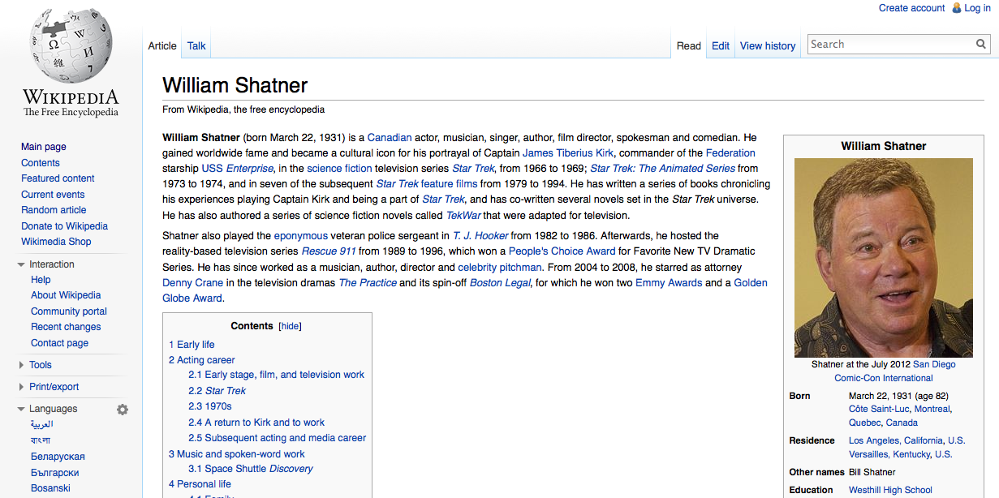 Create account Log in
Article Talk Read Edit View history Search
WIKIPEDIA
The Free Encyclopedia
Main page
Contents
Featured content
Current events
Random article
Donate to Wikipedia
Wikimedia Shop
Interaction
Help
About Wikipedia
Community portal
Recent changes
Contact page
Tools
Print/export
Languages
العربية
বাংলা
Беларуская
Български
Bosanski
William Shatner
From Wikipedia, the free encyclopedia
William Shatner (born March 22, 1931) is a Canadian actor, musician, singer, author, film director, spokesman and comedian. He
gained worldwide fame and became a cultural icon for his portrayal of Captain James Tiberius Kirk, commander of the Federation
starship USS Enterprise, in the science fiction television series Star Trek, from 1966 to 1969; Star Trek: The Animated Series from
1973 to 1974, and in seven of the subsequent Star Trek feature films from 1979 to 1994. He has written a series of books chronicling
his experiences playing Captain Kirk and being a part of Star Trek, and has co-written several novels set in the Star Trek universe.
He has also authored a series of science fiction novels called TekWar that were adapted for television.
Shatner also played the eponymous veteran police sergeant in T. J. Hooker from 1982 to 1986. Afterwards, he hosted the
reality-based television series Rescue 911 from 1989 to 1996, which won a People's Choice Award for Favorite New TV Dramatic
Series. He has since worked as a musician, author, director and celebrity pitchman. From 2004 to 2008, he starred as attorney
Denny Crane in the television dramas The Practice and its spin-off Boston Legal, for which he won two Emmy Awards and a Golden
Globe Award.
Contents [hide]
1 Early life
2 Acting career
2.1 Early stage, film, and television work
2.2 Star Trek
2.3 1970s
2.4 A return to Kirk and to work
2.5 Subsequent acting and media career
3 Music and spoken-word work
3.1 Space Shuttle Discovery
4 Personal life
4.1 Family
William Shatner
Shatner at the July 2012 San Diego
Comic-Con International
Born March 22, 1931 (age 82)
Côte Saint-Luc, Montreal,
Quebec, Canada
Residence Los Angeles, California, U.S.
Versailles, Kentucky, U.S.
Other names Bill Shatner
Education Westhill High School